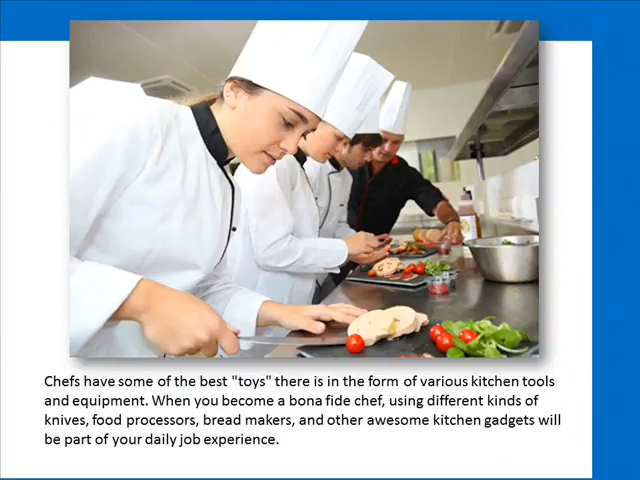 Chefs have some of the best "toys" there is in the form of various kitchen tools
and equipment. When you become a bona fide chef, using different kinds of
knives, food processors, bread makers, and other awesome kitchen gadgets will
be part of your daily job experience.